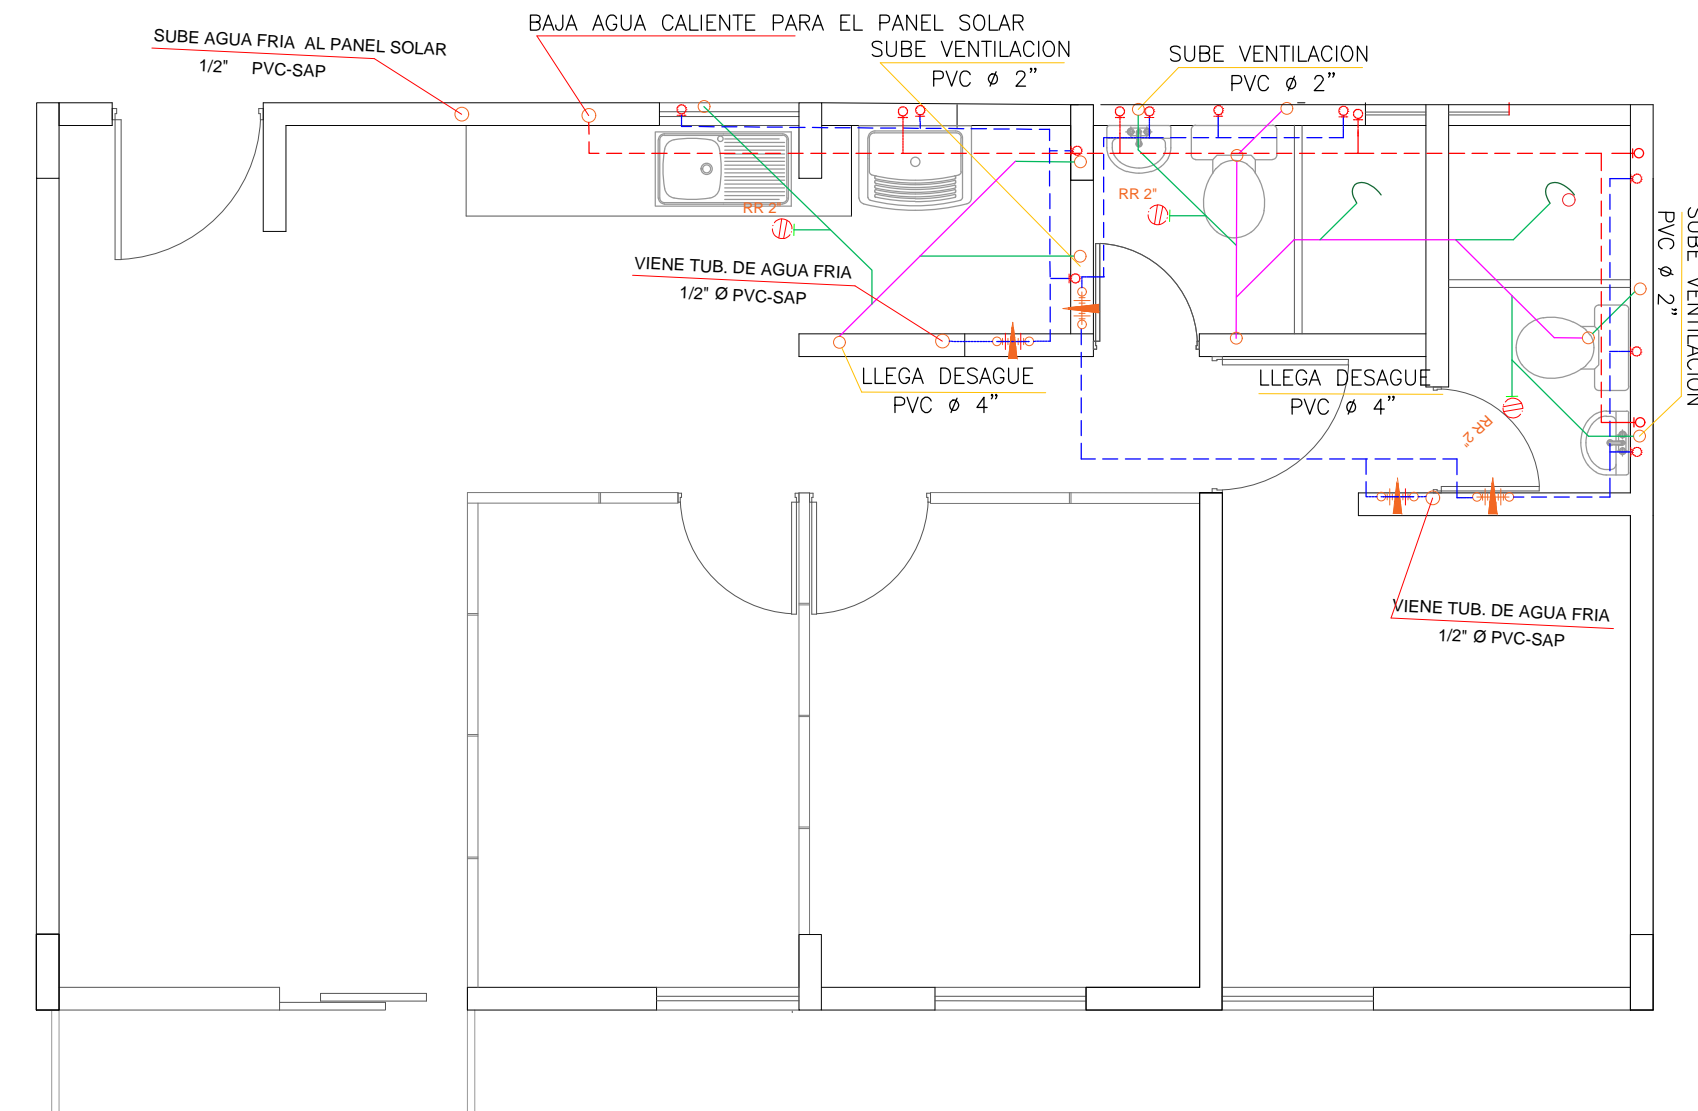 BAJA AGUA CALIENTE PARA EL PANEL SOLAR
SUBE AGUA FRIA  AL PANEL SOLAR
1/2"    PVC-SAP
SUBE VENTILACION
PVC ø 2”
SUBE VENTILACION
PVC ø 2”
RR 2"
RR 2"
SUBE VENTILACION
PVC ø 2”
VIENE TUB. DE AGUA FRIA
1/2" Ø PVC-SAP
LLEGA DESAGUE
PVC ø 4”
LLEGA DESAGUE
PVC ø 4”
RR 2"
VIENE TUB. DE AGUA FRIA
1/2" Ø PVC-SAP